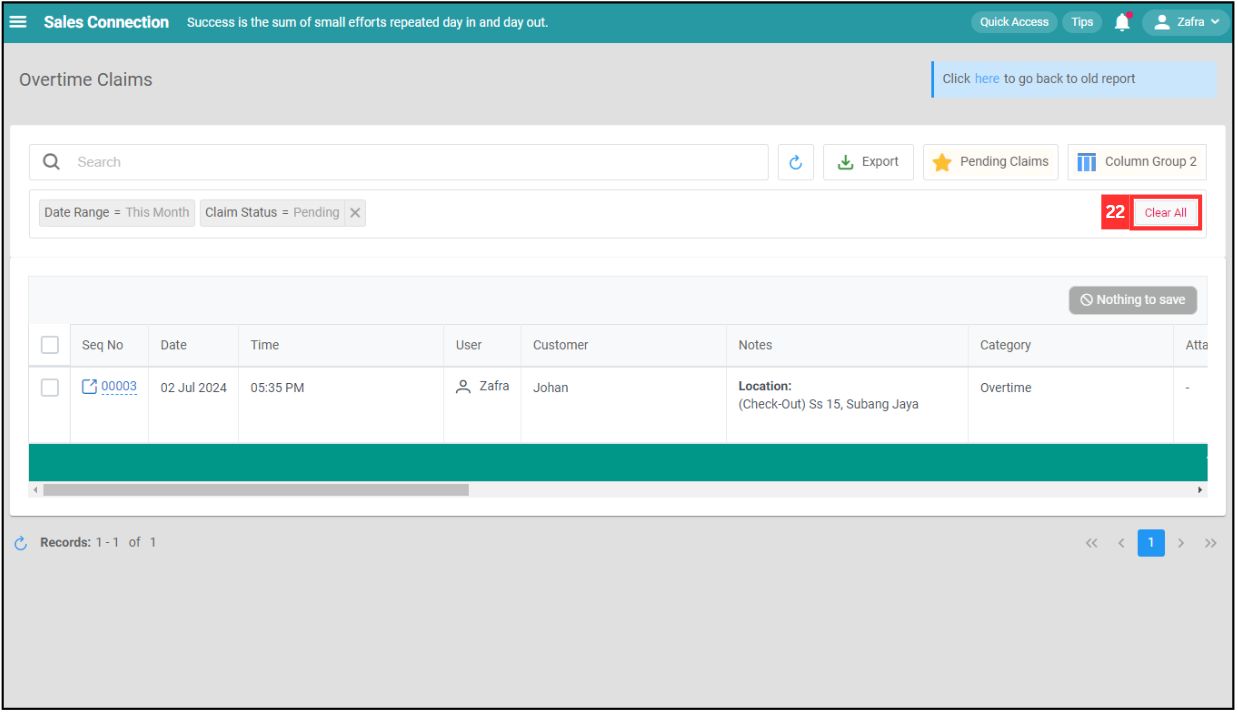 Sales Connection Success is the sum of small efforts repeated day in and day out. Quick Access Tips Zafra
Overtime Claims
Click here to go back to old report
Search Export Pending Claims Column Group 2
Date Range = This Month Claim Status = Pending 22 Clear All
Nothing to save
Seq No Date Time User Customer Notes Category Atta
00003 02 Jul 2024 05:35 PM Zafra Johan Location: Overtime -
(Check-Out) Ss 15, Subang Jaya
Records: 1 - 1 of 1 1